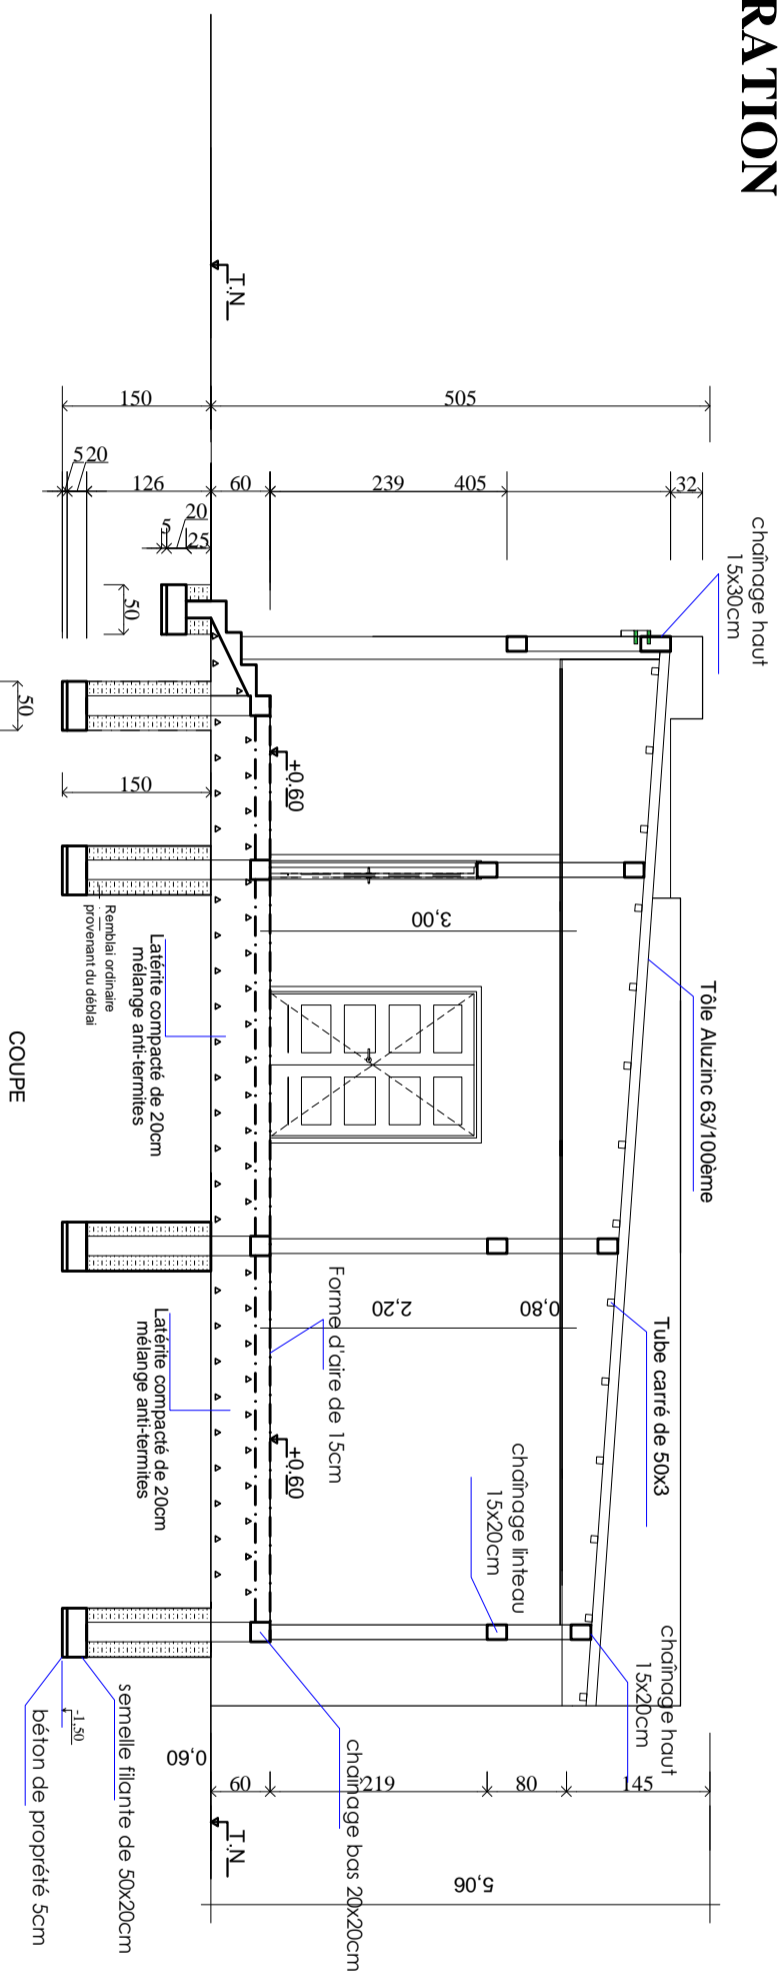 RATION
T.N
150
505
520
126
60
239
405
32
5
20
25
50
50
150
chaînage haut
15x30cm
+0.60
3,00
Tôle Aluzinc 63/100ème
Remblai ordinaire
provenant du déblai
Latérite compacté de 20cm
mélange anti-termites
COUPE
2,20
0,80
Tube carré de 50x3
Forme d'aire de 15cm
Latérite compacté de 20cm
mélange anti-termites
+0.60
chaînage linteau
15x20cm
chaînage haut
15x20cm
-1,50
0,60
60
219
80
145
chaînage bas 20x20cm
semelle filante de 50x20cm
béton de proprété 5cm
T.N
5,06